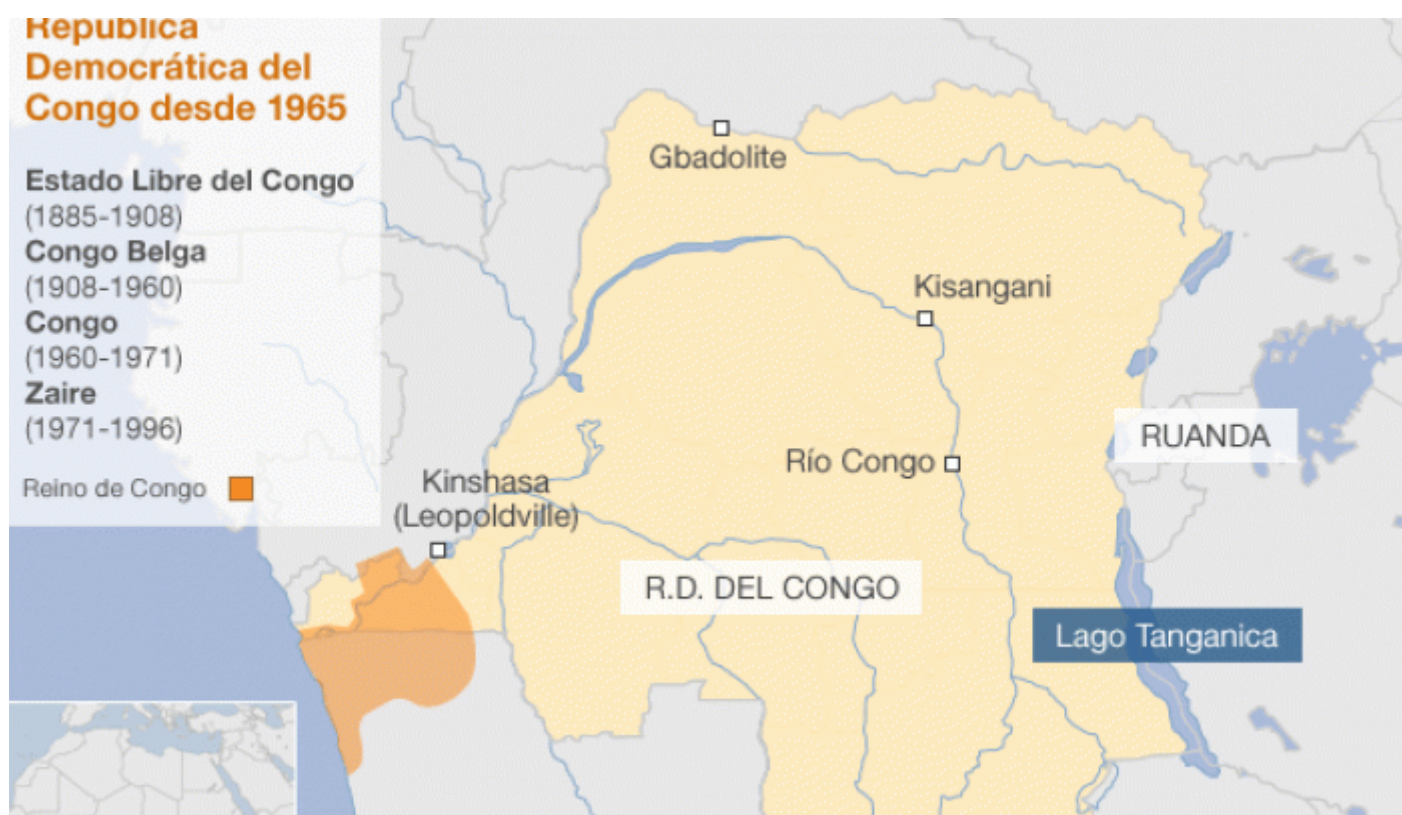 República
Democrática del
Congo desde 1965
Estado Libre del Congo
(1885-1908)
Congo Belga
(1908-1960)
Congo
(1960-1971)
Zaire
(1971-1996)
Reino de Congo
Gbadolite
Kisangani
RUANDA
Río Congo
Kinshasa
(Leopoldville)
R.D. DEL CONGO
Lago Tanganica